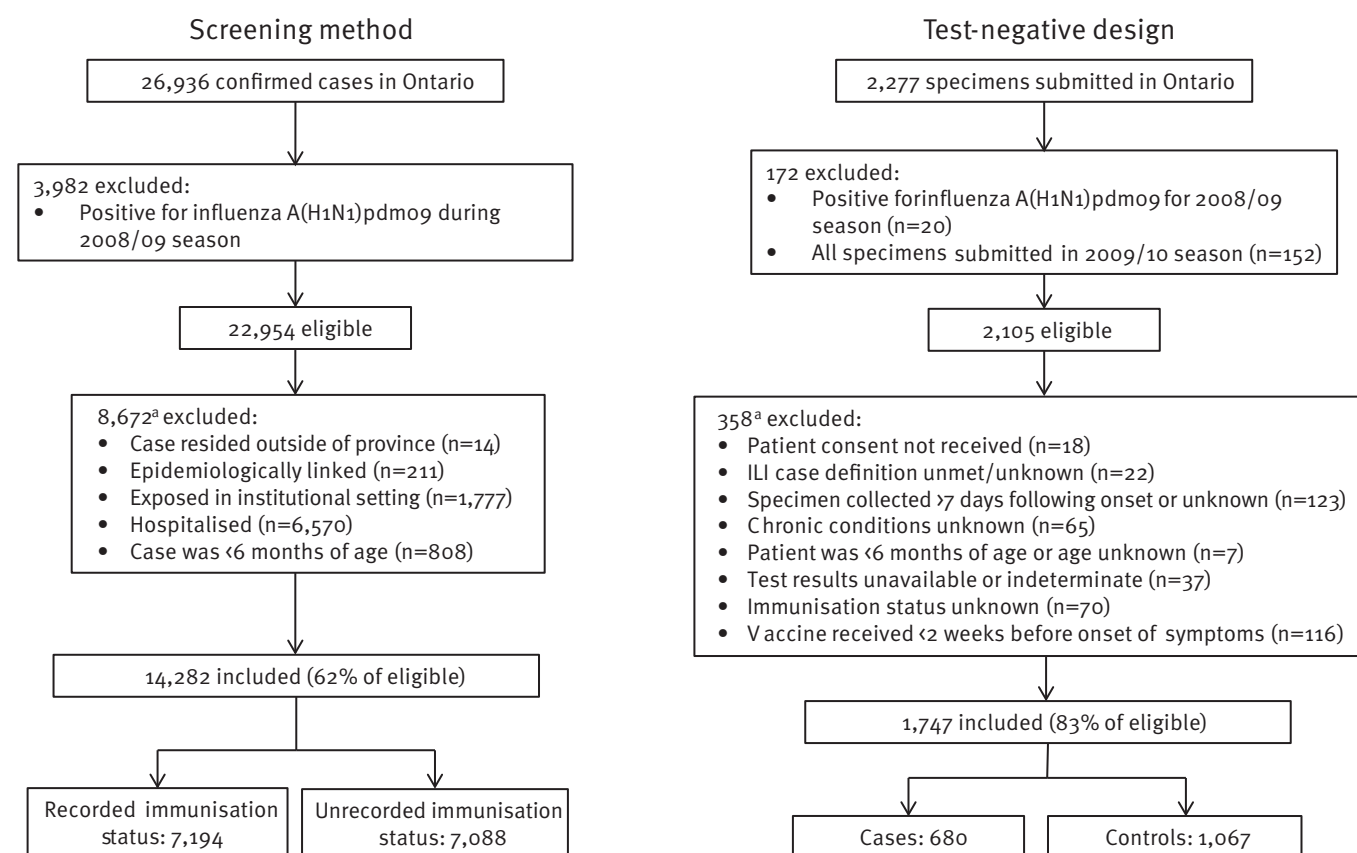 Screening method
26,936 confirmed cases in Ontario
3,982 excluded:
• Positive for influenza A(H1N1)pdm09 during
2008/09 season
22,954 eligible
8,672ᵃ excluded:
• Case resided outside of province (n=14)
• Epidemiologically linked (n=211)
• Exposed in institutional setting (n=1,777)
• Hospitalised (n=6,570)
• Case was <6 months of age (n=808)
14,282 included (62% of eligible)
Recorded immunisation
status: 7,194
Unrecorded immunisation
status: 7,088
Test-negative design
2,277 specimens submitted in Ontario
172 excluded:
• Positive forinfluenza A(H1N1)pdm09 for 2008/09
season (n=20)
• All specimens submitted in 2009/10 season (n=152)
2,105 eligible
358ᵃ excluded:
• Patient consent not received (n=18)
• ILI case definition unmet/unknown (n=22)
• Specimen collected >7 days following onset or unknown (n=123)
• Chronic conditions unknown (n=65)
• Patient was <6 months of age or age unknown (n=7)
• Test results unavailable or indeterminate (n=37)
• Immunisation status unknown (n=70)
• V accine received <2 weeks before onset of symptoms (n=116)
1,747 included (83% of eligible)
Cases: 680
Controls: 1,067